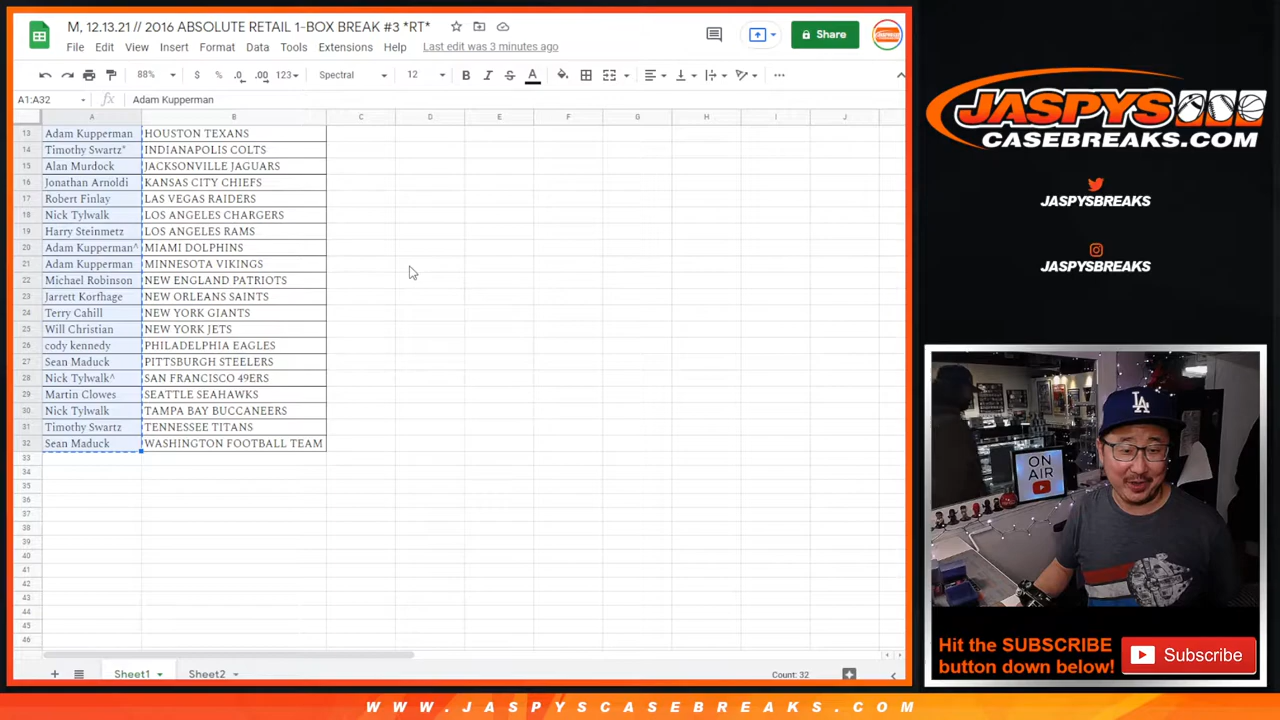 M, 12.13.21 // 2016 ABSOLUTE RETAIL 1-BOX BREAK #3 *RT*
File Edit View Insert Format Data Tools Extensions Help Last edit was 3 minutes ago
Share
88% $ % .0 .00 123 Spectral 12 B I S A
A1:A32 fx Adam Kupperman
A B C D E F G H I J
13 Adam Kupperman HOUSTON TEXANS
14 Timothy Swartz* INDIANAPOLIS COLTS
15 Alan Murdock JACKSONVILLE JAGUARS
16 Jonathan Arnoldi KANSAS CITY CHIEFS
17 Robert Finlay LAS VEGAS RAIDERS
18 Nick Tylwalk LOS ANGELES CHARGERS
19 Harry Steinmetz LOS ANGELES RAMS
20 Adam Kupperman^ MIAMI DOLPHINS
21 Adam Kupperman MINNESOTA VIKINGS
22 Michael Robinson NEW ENGLAND PATRIOTS
23 Jarrett Korfhage NEW ORLEANS SAINTS
24 Terry Cahill NEW YORK GIANTS
25 Will Christian NEW YORK JETS
26 cody kennedy PHILADELPHIA EAGLES
27 Sean Maduck PITTSBURGH STEELERS
28 Nick Tylwalk^ SAN FRANCISCO 49ERS
29 Martin Clowes SEATTLE SEAHAWKS
30 Nick Tylwalk TAMPA BAY BUCCANEERS
31 Timothy Swartz TENNESSEE TITANS
32 Sean Maduck WASHINGTON FOOTBALL TEAM
33
34
35
36
37
38
39
40
41
42
43
44
45
46
Sheet1 Sheet2 Count: 32
JASPYS
CASEBREAKS.COM
JASPYSBREAKS
JASPYSBREAKS
LA
ON
AIR
Hit the SUBSCRIBE
button down below!
Subscribe
WWW.JASPYSCASEBREAKS.COM